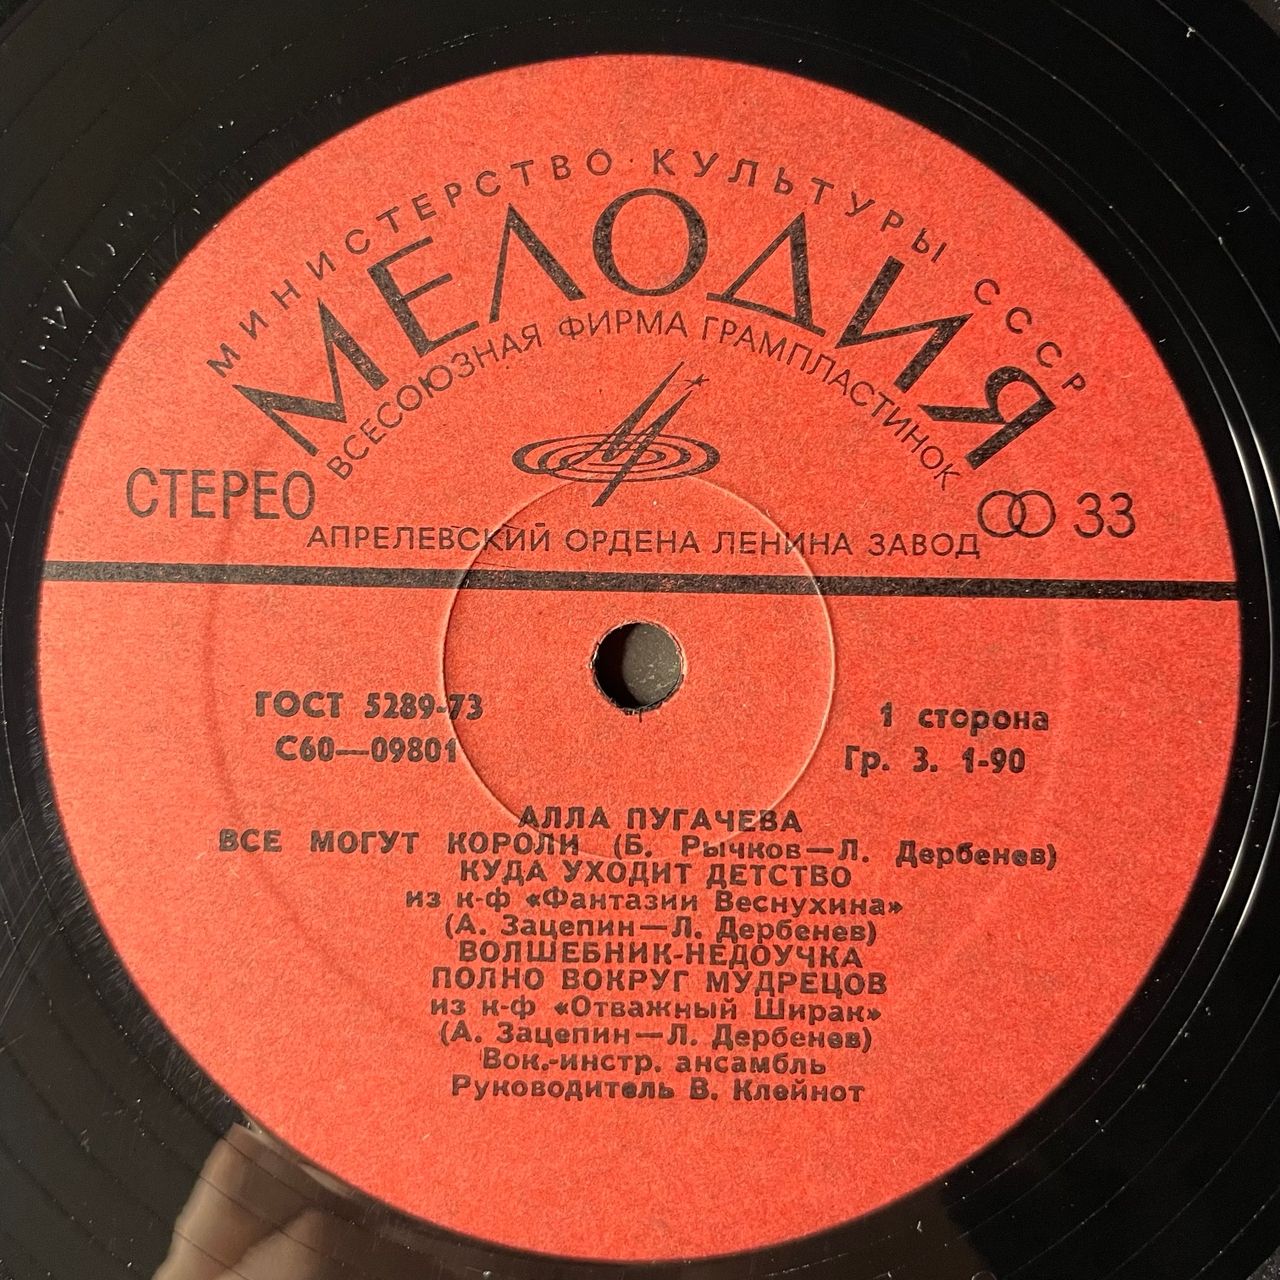 МИНИСТЕРСТВО КУЛЬТУРЫ СССР
МЕЛОДИЯ
ВСЕСОЮЗНАЯ ФИРМА ГРАМПЛАСТИНОК
СТЕРЕО
33
АПРЕЛЕВСКИЙ ОРДЕНА ЛЕНИНА ЗАВОД
ГОСТ 5289-73
С60—09801
1 сторона
Гр. 3. 1-90
АЛЛА ПУГАЧЕВА
ВСЕ МОГУТ КОРОЛИ (Б. Рычков—Л. Дербенев)
КУДА УХОДИТ ДЕТСТВО
из к-ф «Фантазии Веснухина»
(А. Зацепин—Л. Дербенев)
ВОЛШЕБНИК-НЕДОУЧКА
ПОЛНО ВОКРУГ МУДРЕЦОВ
из к-ф «Отважный Ширак»
(А. Зацепин—Л. Дербенев)
Вок.-инстр. ансамбль
Руководитель В. Клейнот